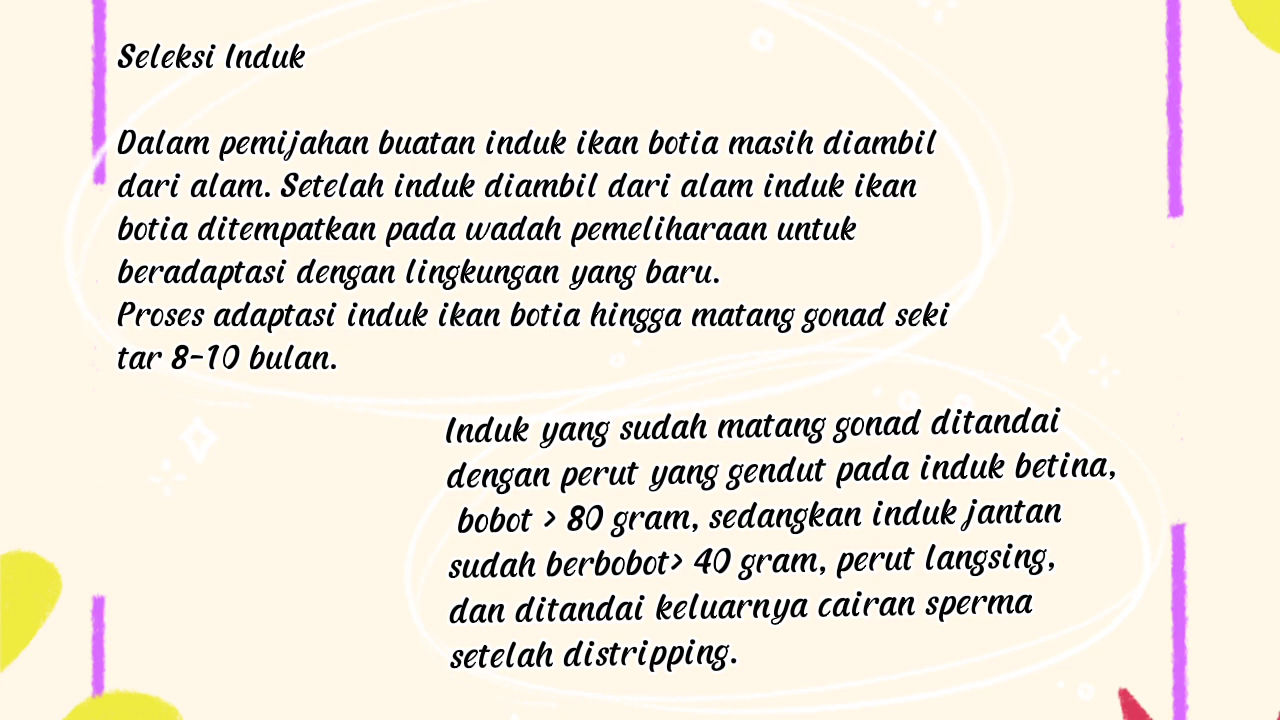 Seleksi Induk
Dalam pemijahan buatan induk ikan botia masih diambil
dari alam. Setelah induk diambil dari alam induk ikan
botia ditempatkan pada wadah pemeliharaan untuk
beradaptasi dengan lingkungan yang baru.
Proses adaptasi induk ikan botia hingga matang gonad seki
tar 8-10 bulan.
Induk yang sudah matang gonad ditandai
dengan perut yang gendut pada induk betina,
bobot > 80 gram, sedangkan induk jantan
sudah berbobot> 40 gram, perut langsing,
dan ditandai keluarnya cairan sperma
setelah distripping.